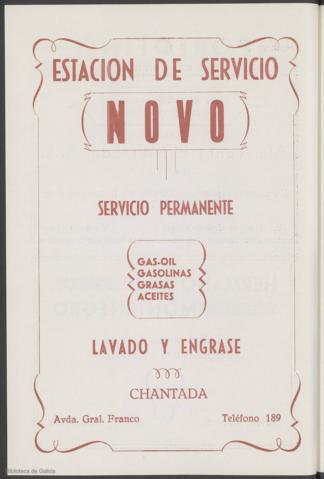 ESTACION DE SERVICIO
NOVO
SERVICIO PERMANENTE
GAS-OIL
GASOLINAS
GRASAS
ACEITES
LAVADO Y ENGRASE
CHANTADA
Avda. Gral. Franco Teléfono 189
Biblioteca de Galicia